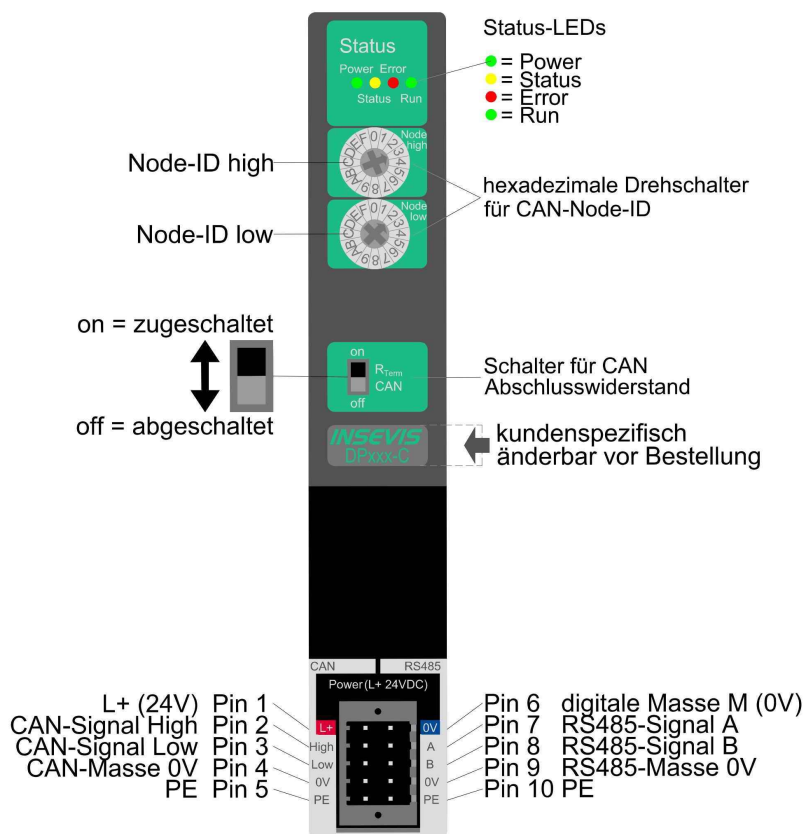 Status-LEDs
= Power
= Status
= Error
= Run
Status
Power Error
Status Run
Node high
0123456789ABCDEF
Node-ID high
Node low
0123456789ABCDEF
Node-ID low
hexadezimale Drehschalter
für CAN-Node-ID
on = zugeschaltet
off = abgeschaltet
on
RTerm
CAN
off
Schalter für CAN
Abschlusswiderstand
INSEVIS
DPxxx-C
kundenspezifisch
änderbar vor Bestellung
CAN RS485
Power (L+ 24VDC)
L+ (24V) Pin 1
CAN-Signal High Pin 2
CAN-Signal Low Pin 3
CAN-Masse 0V Pin 4
PE Pin 5
L+
High
Low
0V
PE
0V
A
B
0V
PE
Pin 6 digitale Masse M (0V)
Pin 7 RS485-Signal A
Pin 8 RS485-Signal B
Pin 9 RS485-Masse 0V
Pin 10 PE